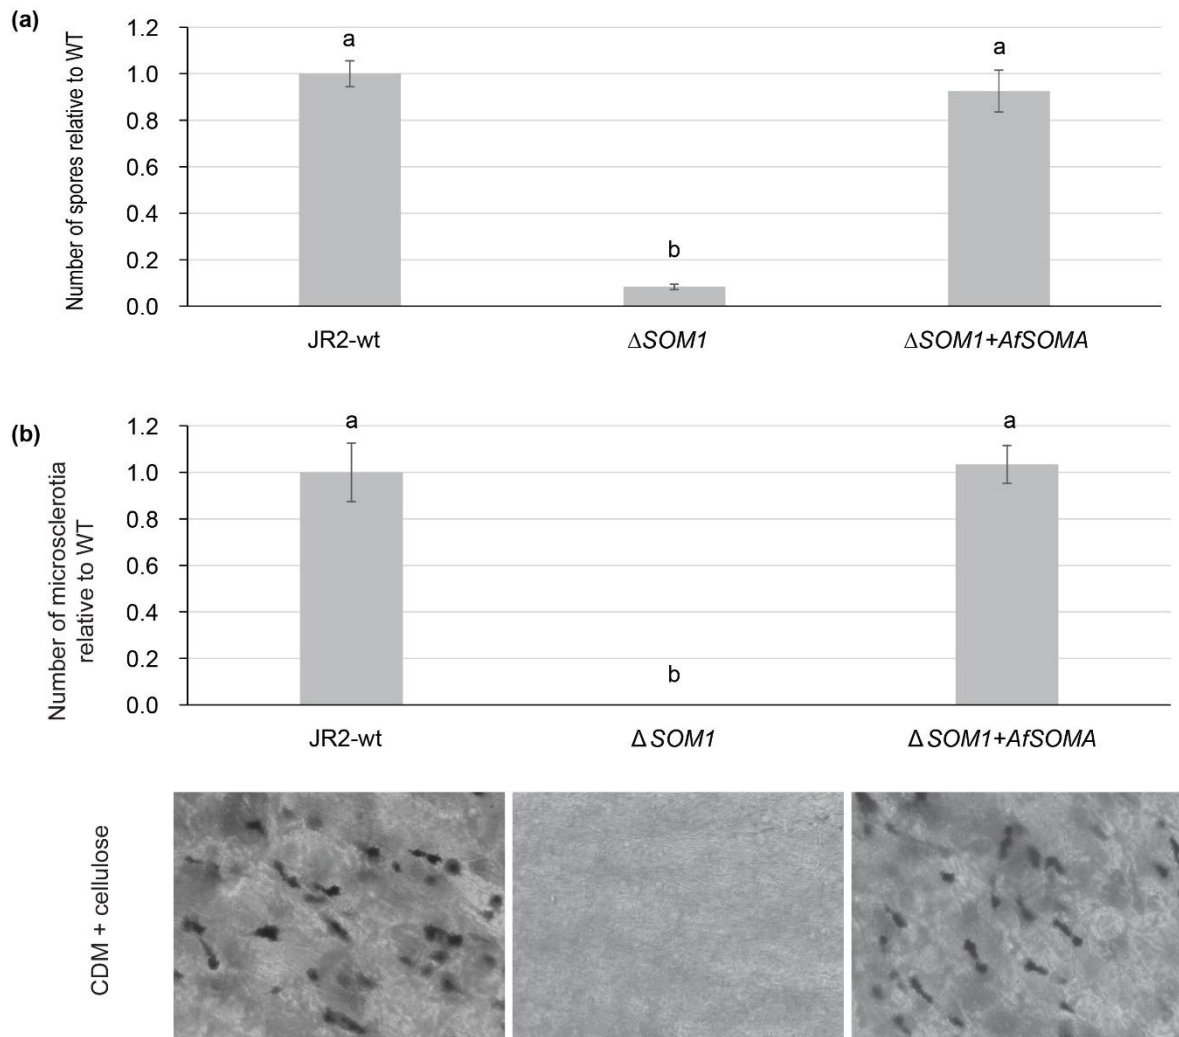 (a)
Number of spores relative to WT
1.2
1.0
0.8
0.6
0.4
0.2
0.0
a
b
a
JR2-wt
ΔSOM1
ΔSOM1+AfSOMA
(b)
Number of microsclerotia
relative to WT
1.2
1.0
0.8
0.6
0.4
0.2
0.0
a
b
a
JR2-wt
Δ SOM1
Δ SOM1+AfSOMA
CDM + cellulose